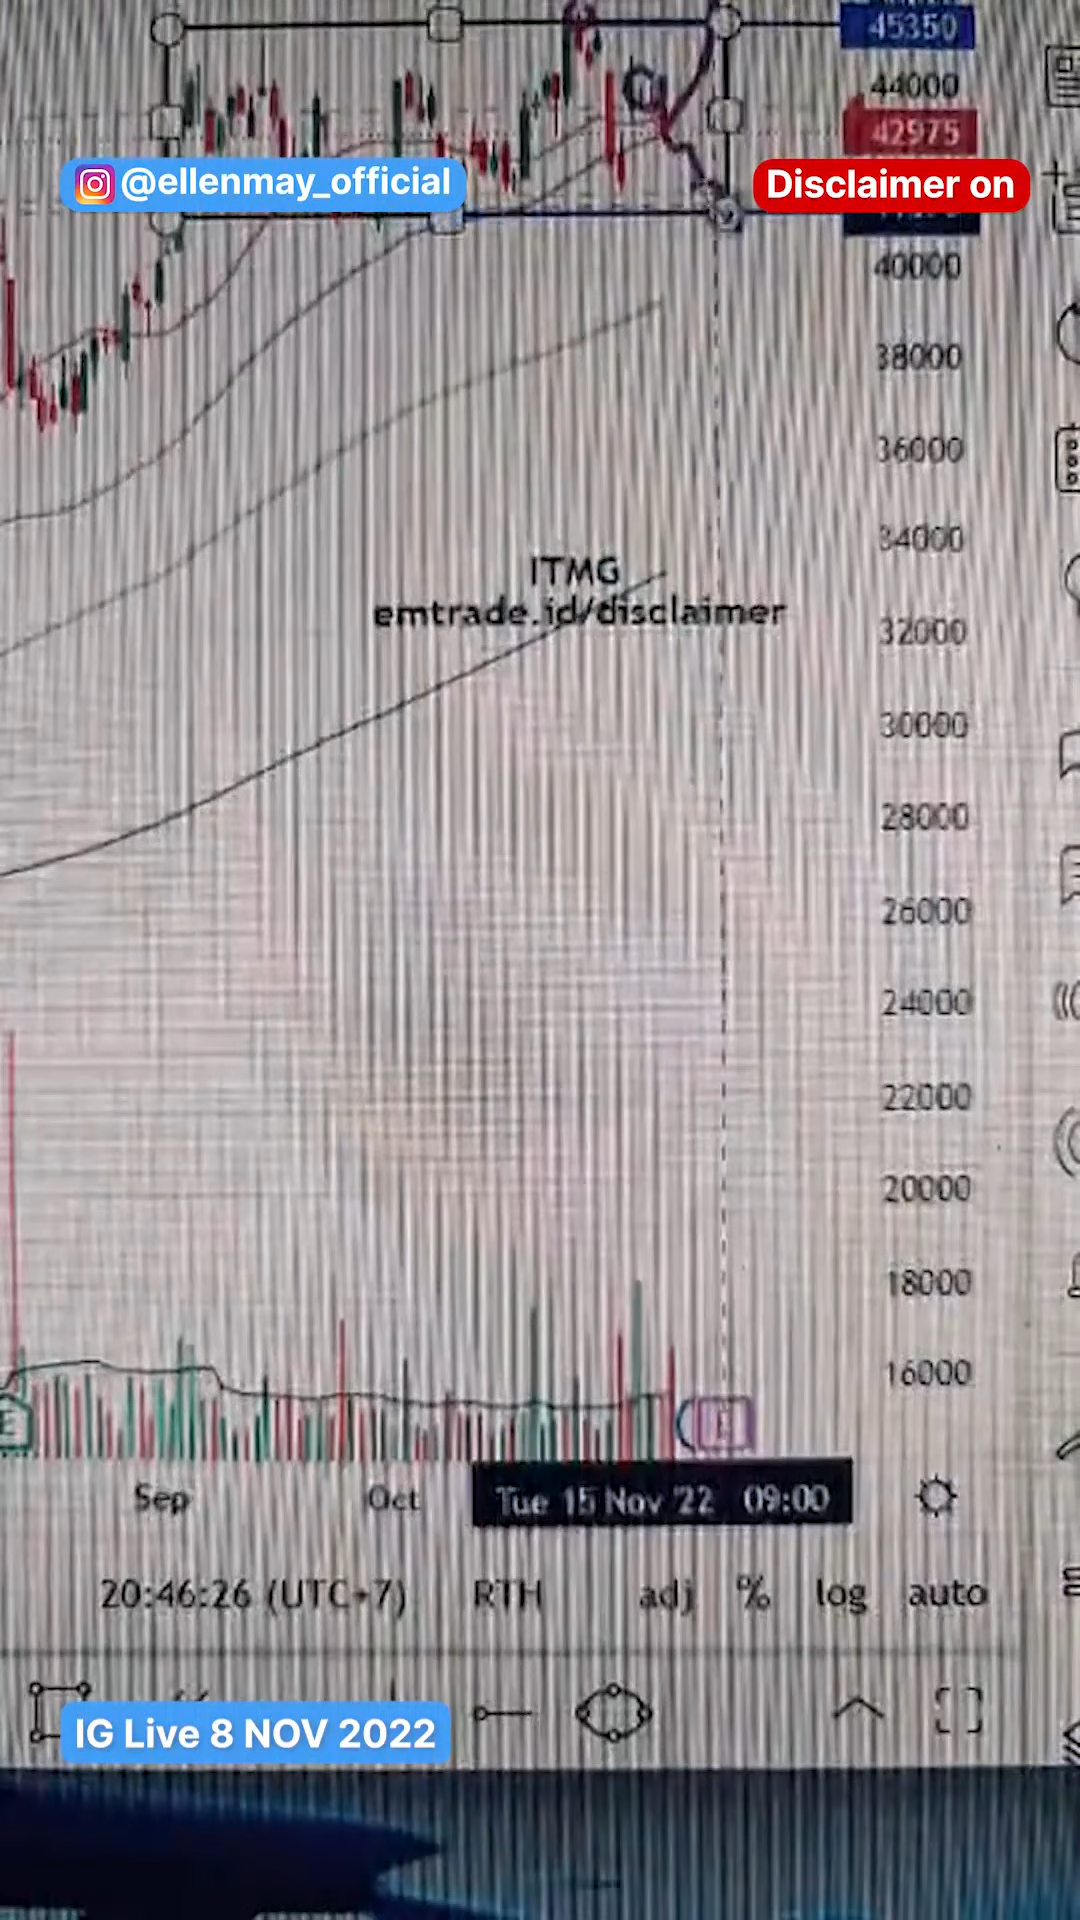 45350
44000
42975
@ellenmay_official
Disclaimer on
40000
38000
36000
34000
ITMG
emtrade.id/disclaimer
32000
30000
28000
26000
24000
22000
20000
18000
16000
E
E
Sep
Oct
Tue 15 Nov '22 09:00
20:46:26 (UTC+7)
RTH
adj
%
log
auto
IG Live 8 NOV 2022